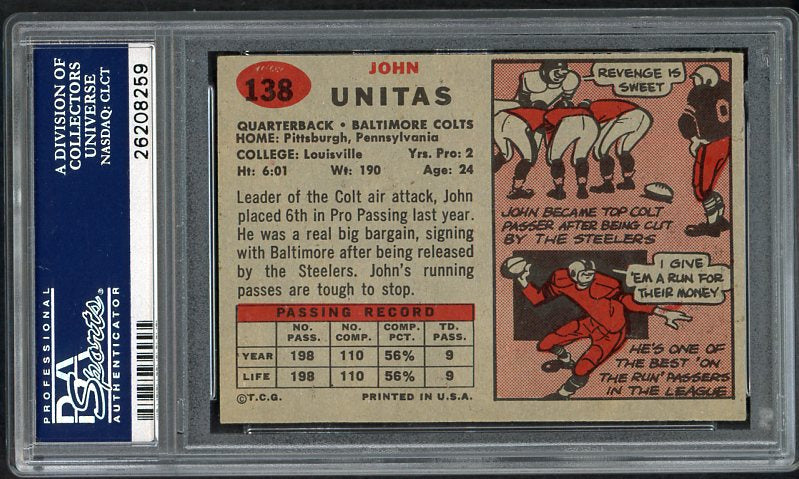 A DIVISION OF
COLLECTORS
UNIVERSE
NASDAQ: CLCT
26208259
PROFESSIONAL
PSA
Sports®
AUTHENTICATOR
138
JOHN
UNITAS
QUARTERBACK • BALTIMORE COLTS
HOME: Pittsburgh, Pennsylvania
COLLEGE: Louisville Yrs. Pro: 2
Ht: 6:01 Wt: 190 Age: 24
Leader of the Colt air attack, John
placed 6th in Pro Passing last year.
He was a real big bargain, signing
with Baltimore after being released
by the Steelers. John's running
passes are tough to stop.
PASSING RECORD
NO. PASS. NO. COMP. COMP. PCT. TD. PASS.
YEAR 198 110 56% 9
LIFE 198 110 56% 9
©T.C.G. PRINTED IN U.S.A.
REVENGE IS
SWEET
JOHN BECAME TOP COLT
PASSER AFTER BEING CUT
BY THE STEELERS
I GIVE
'EM A RUN FOR
THEIR MONEY
HE'S ONE OF
THE BEST "ON
THE RUN" PASSERS
IN THE LEAGUE